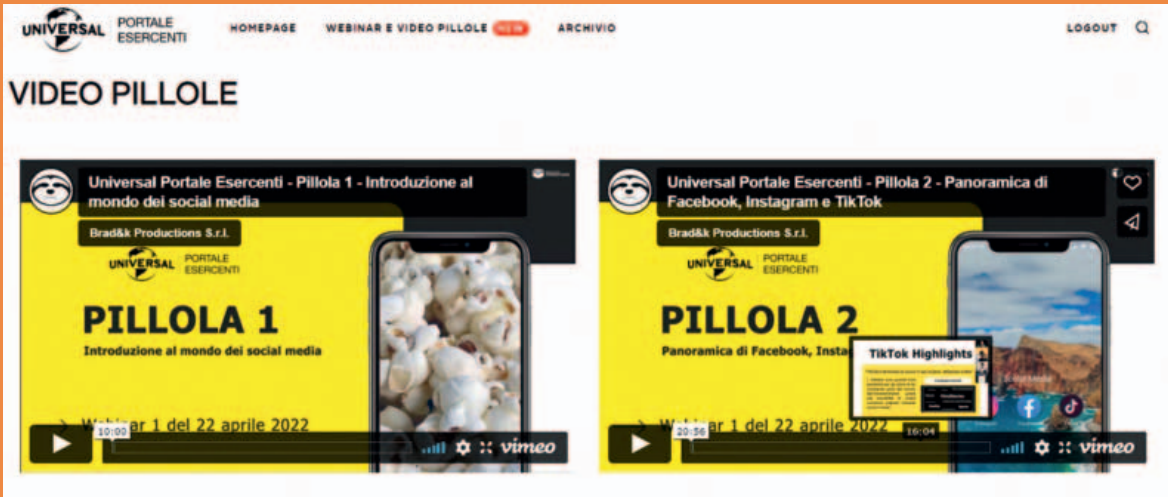 UNIVERSAL PORTALE ESERCENTI HOMEPAGE WEBINAR E VIDEO PILLOLE NEW ARCHIVIO LOGOUT
VIDEO PILLOLE
Universal Portale Esercenti - Pillola 1 - Introduzione al
mondo dei social media
Brad&k Productions S.r.l.
UNIVERSAL PORTALE
ESERCENTI
PILLOLA 1
Introduzione al mondo dei social media
Webinar 1 del 22 aprile 2022
10:00
vimeo
Universal Portale Esercenti - Pillola 2 - Panoramica di
Facebook, Instagram e TikTok
Brad&k Productions S.r.l.
UNIVERSAL PORTALE
ESERCENTI
PILLOLA 2
Panoramica di Facebook, Insta
TikTok Highlights
ar 1 del 22 aprile 2022
20:56
16:04
vimeo